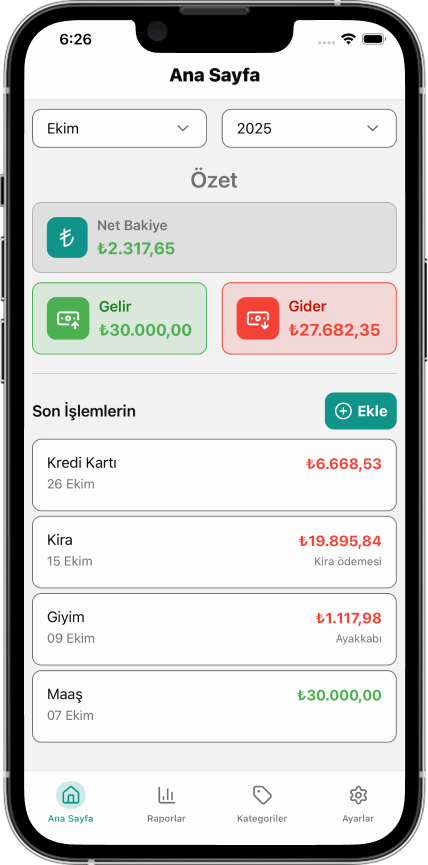 6:26
Ana Sayfa
Ekim
2025
Özet
Net Bakiye
₺2.317,65
Gelir
₺30.000,00
Gider
₺27.682,35
Son İşlemlerin
Ekle
Kredi Kartı
₺6.668,53
26 Ekim
Kira
₺19.895,84
15 Ekim
Kira ödemesi
Giyim
₺1.117,98
09 Ekim
Ayakkabı
Maaş
₺30.000,00
07 Ekim
Ana Sayfa
Raporlar
Kategoriler
Ayarlar